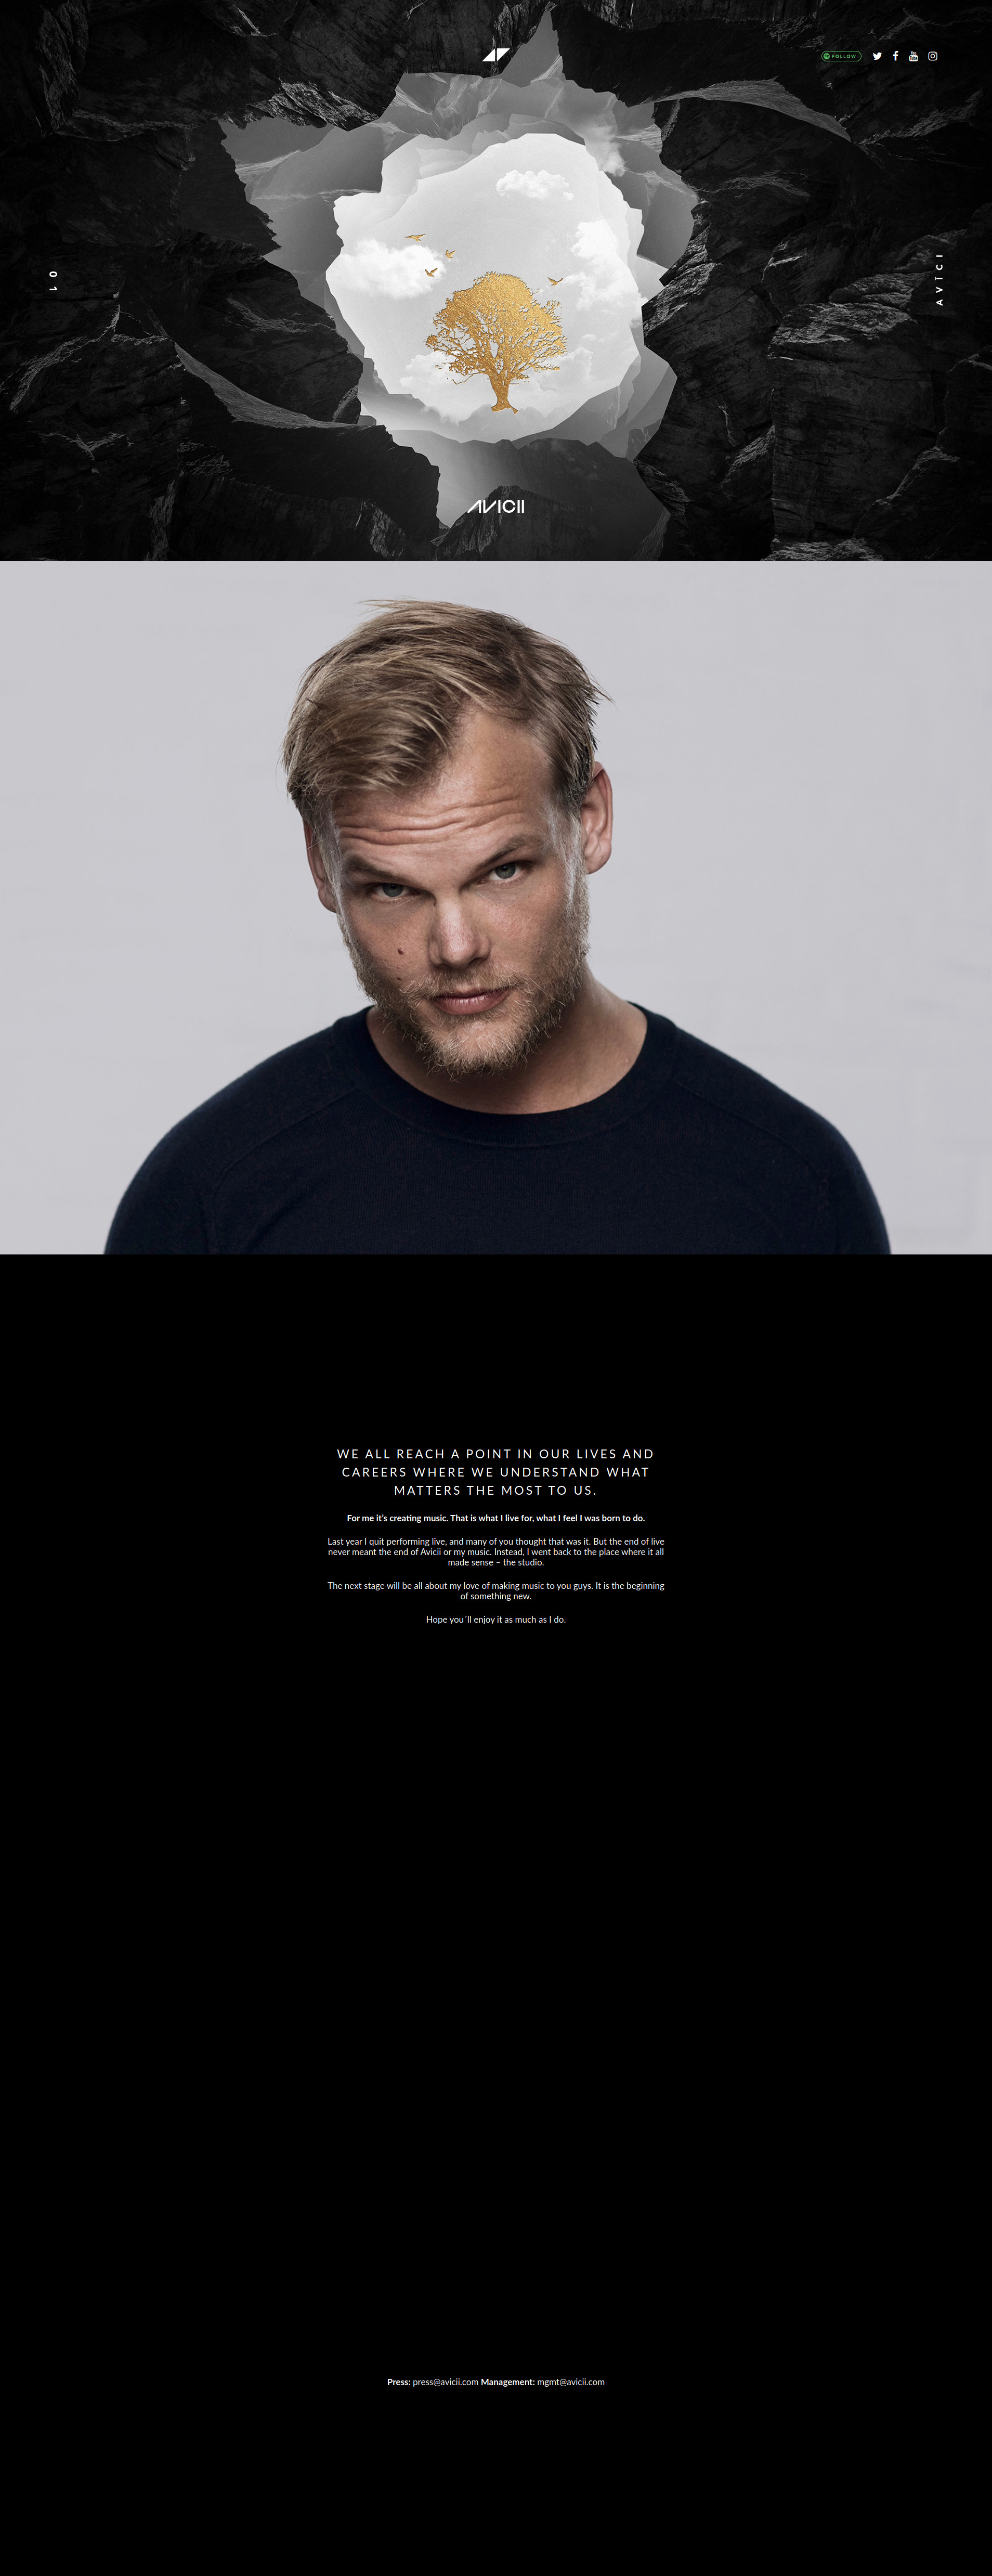 FOLLOW
You
Tube
01
AVĪCI
AVICII
WE ALL REACH A POINT IN OUR LIVES AND
CAREERS WHERE WE UNDERSTAND WHAT
MATTERS THE MOST TO US.
For me it's creating music. That is what I live for, what I feel I was born to do.
Last year I quit performing live, and many of you thought that was it. But the end of live
never meant the end of Avicii or my music. Instead, I went back to the place where it all
made sense – the studio.
The next stage will be all about my love of making music to you guys. It is the beginning
of something new.
Hope you´ll enjoy it as much as I do.
Press: press@avicii.com Management: mgmt@avicii.com